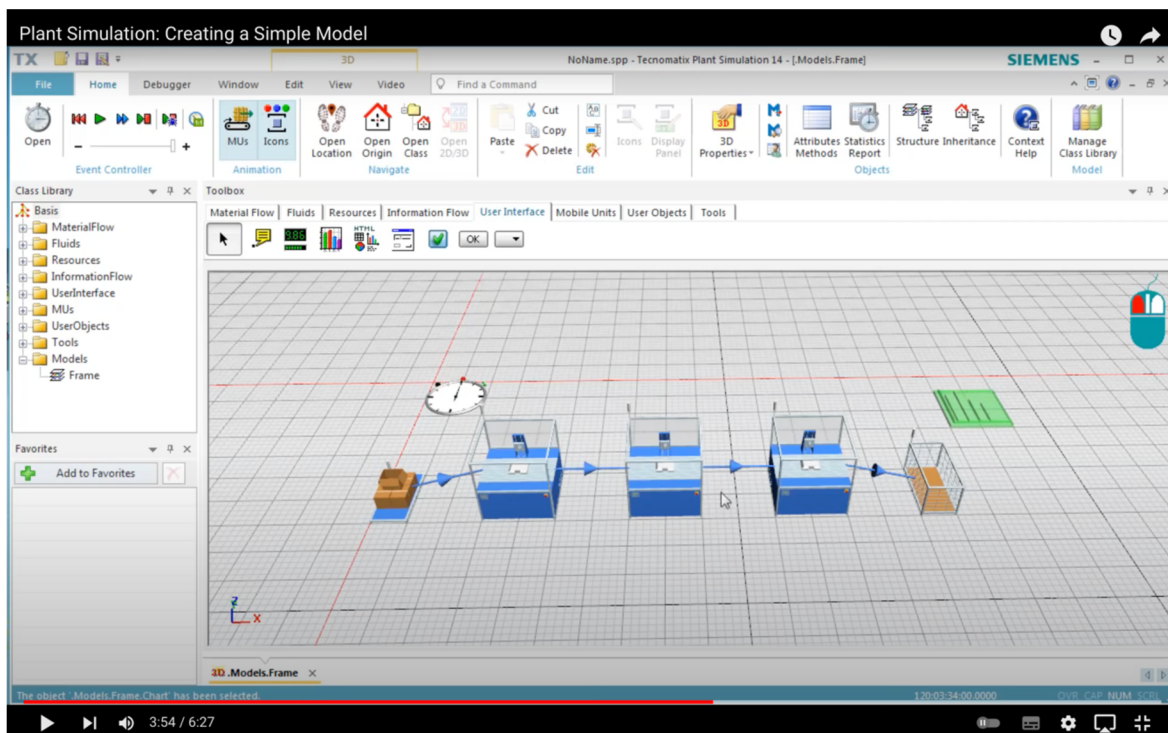 Plant Simulation: Creating a Simple Model
TX
3D
NoName.spp - Tecnomatix Plant Simulation 14 - [.Models.Frame]
SIEMENS
File Home Debugger Window Edit View Video Find a Command
Open
Event Controller
MUs Icons
Animation
Open Location
Open Origin
Open Class
Open 2D/3D
Navigate
Paste
Cut
Copy
Delete
Icons
Display Panel
Edit
3D Properties
Attributes Methods
Statistics Report
Structure Inheritance
Objects
Context Help
Manage Class Library
Model
Class Library
Basis
MaterialFlow
Fluids
Resources
InformationFlow
UserInterface
MUs
UserObjects
Tools
Models
Frame
Favorites
Add to Favorites
Toolbox
Material Flow Fluids Resources Information Flow User Interface Mobile Units User Objects Tools
HTML
OK
Z
X
3D .Models.Frame
The object '.Models.Frame.Chart' has been selected.
120:03:34:00.0000
OVR CAP NUM SCRL
3:54 / 6:27